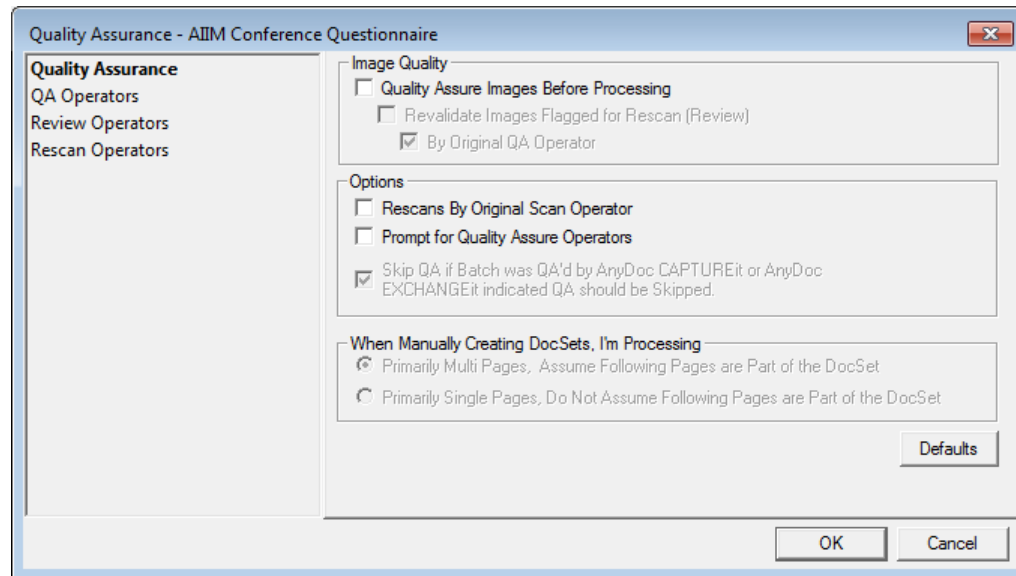 Quality Assurance - AIIM Conference Questionnaire
Quality Assurance
QA Operators
Review Operators
Rescan Operators
Image Quality
Quality Assure Images Before Processing
Revalidate Images Flagged for Rescan (Review)
By Original QA Operator
Options
Rescans By Original Scan Operator
Prompt for Quality Assure Operators
Skip QA if Batch was QA'd by AnyDoc CAPTUREit or AnyDoc
EXCHANGEit indicated QA should be Skipped.
When Manually Creating DocSets, I'm Processing
Primarily Multi Pages,  Assume Following Pages are Part of the DocSet
Primarily Single Pages, Do Not Assume Following Pages are Part of the DocSet
Defaults
OK
Cancel